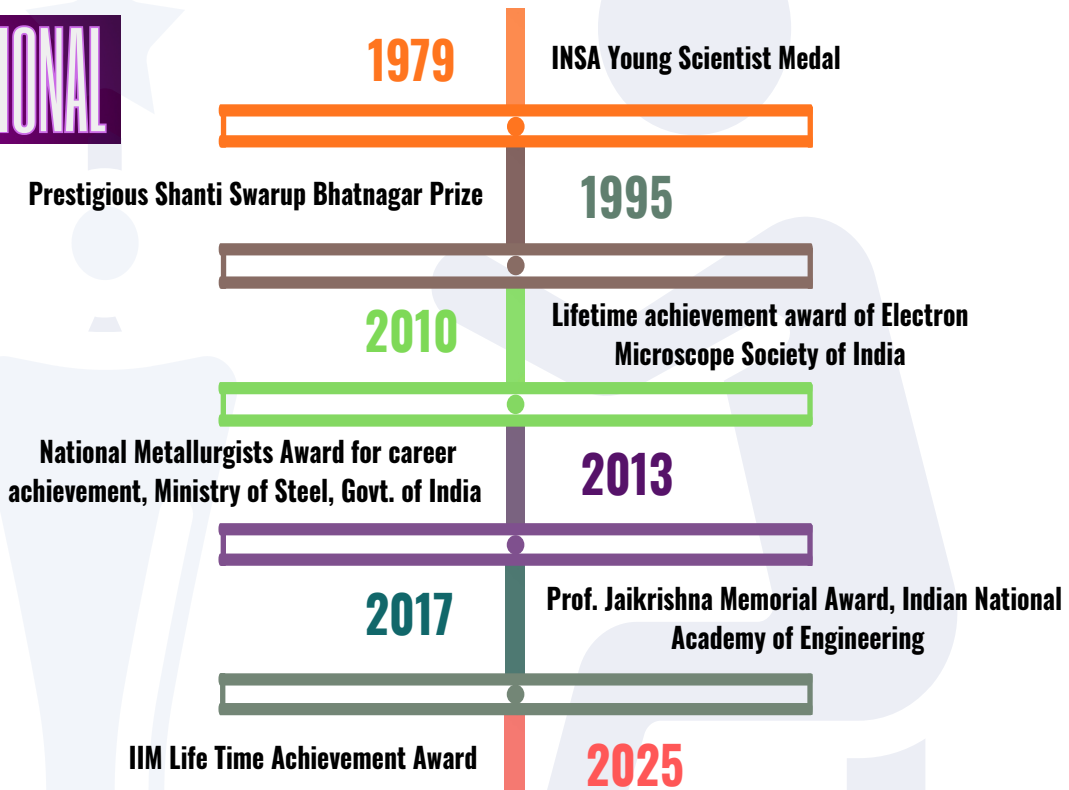 IONAL
1979
INSA Young Scientist Medal
Prestigious Shanti Swarup Bhatnagar Prize
1995
2010
Lifetime achievement award of Electron
Microscope Society of India
National Metallurgists Award for career
achievement, Ministry of Steel, Govt. of India
2013
2017
Prof. Jaikrishna Memorial Award, Indian National
Academy of Engineering
IIM Life Time Achievement Award
2025